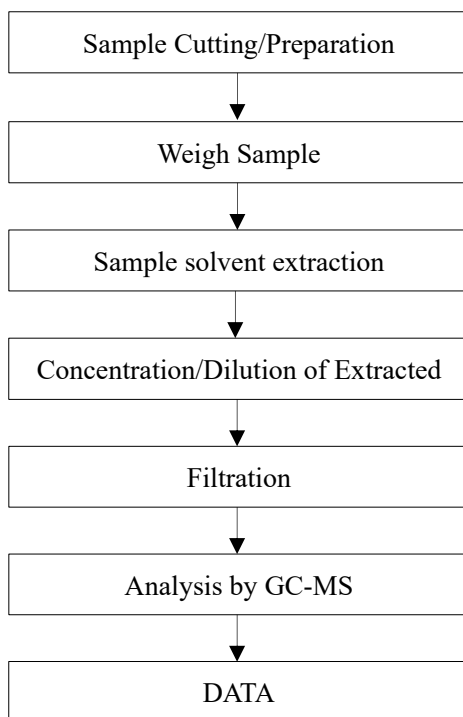 Sample Cutting/Preparation
Weigh Sample
Sample solvent extraction
Concentration/Dilution of Extracted
Filtration
Analysis by GC-MS
DATA